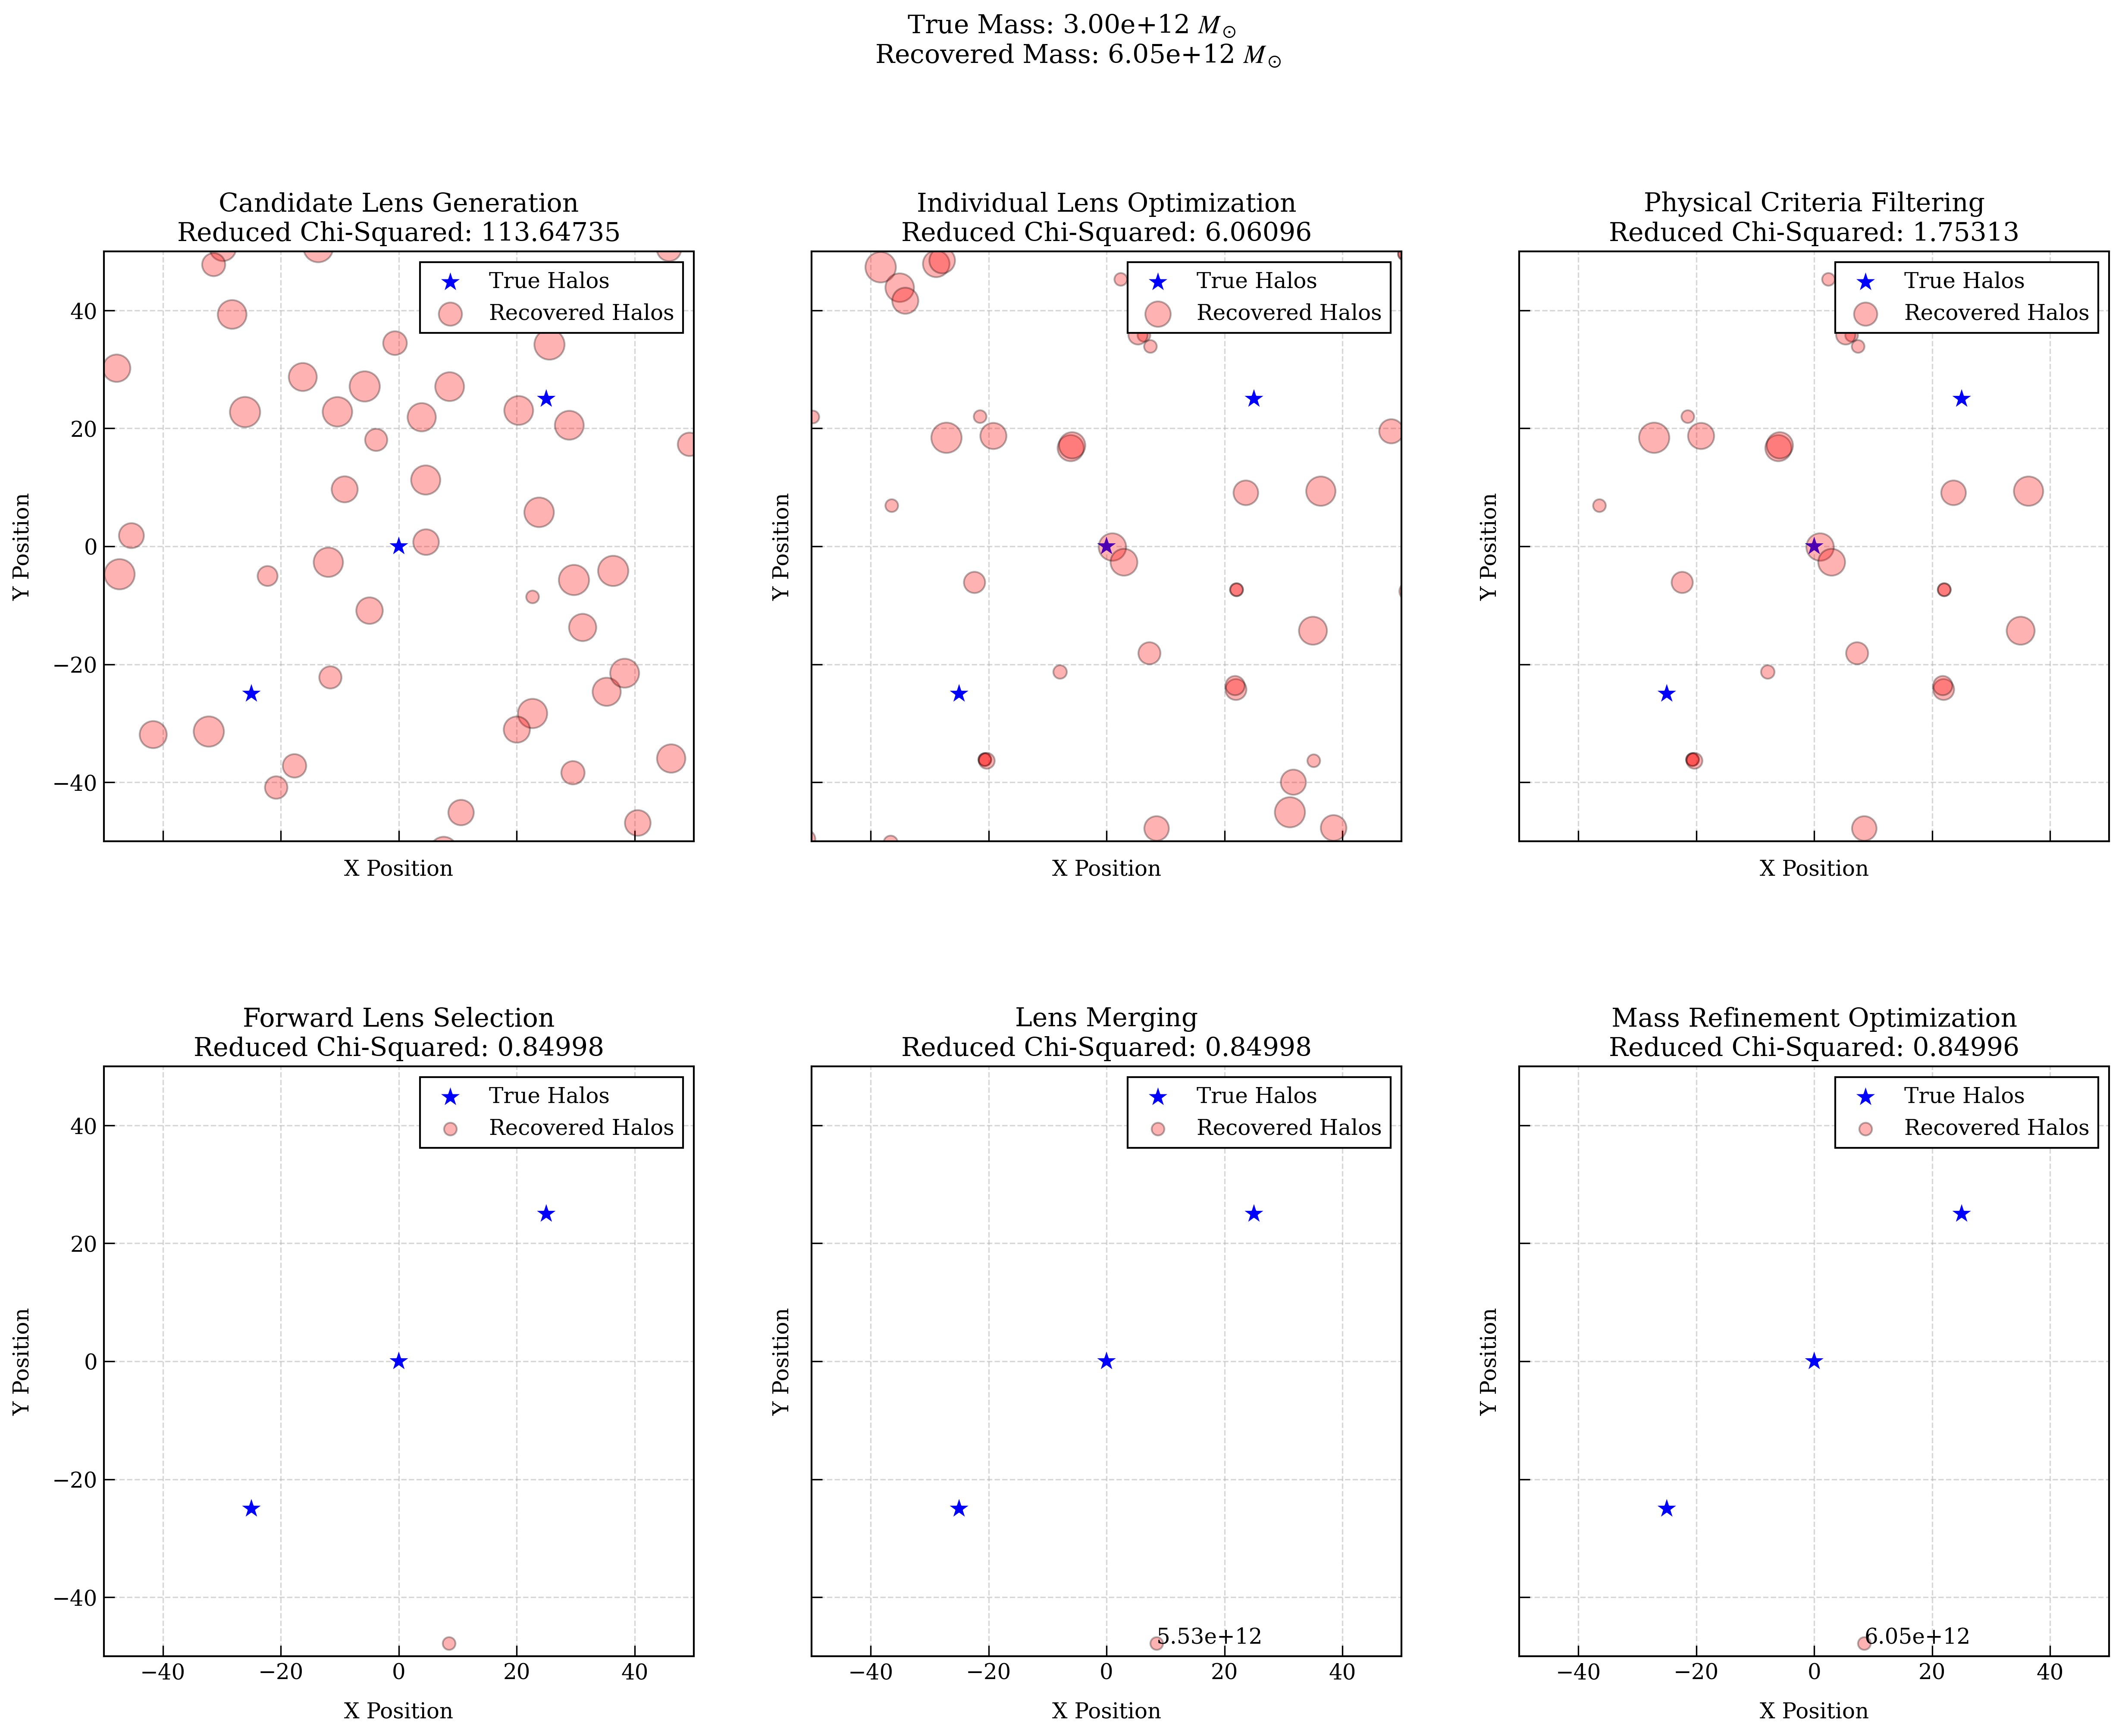 True Mass: 3.00e+12 M⊙
Recovered Mass: 6.05e+12 M⊙
Candidate Lens Generation
Reduced Chi-Squared: 113.64735
True Halos
Recovered Halos
40
20
0
−20
−40
Y Position
X Position
Individual Lens Optimization
Reduced Chi-Squared: 6.06096
True Halos
Recovered Halos
Y Position
X Position
Physical Criteria Filtering
Reduced Chi-Squared: 1.75313
True Halos
Recovered Halos
Y Position
X Position
Forward Lens Selection
Reduced Chi-Squared: 0.84998
True Halos
Recovered Halos
40
20
0
−20
−40
Y Position
−40 −20 0 20 40
X Position
Lens Merging
Reduced Chi-Squared: 0.84998
True Halos
Recovered Halos
Y Position
5.53e+12
−40 −20 0 20 40
X Position
Mass Refinement Optimization
Reduced Chi-Squared: 0.84996
True Halos
Recovered Halos
Y Position
6.05e+12
−40 −20 0 20 40
X Position